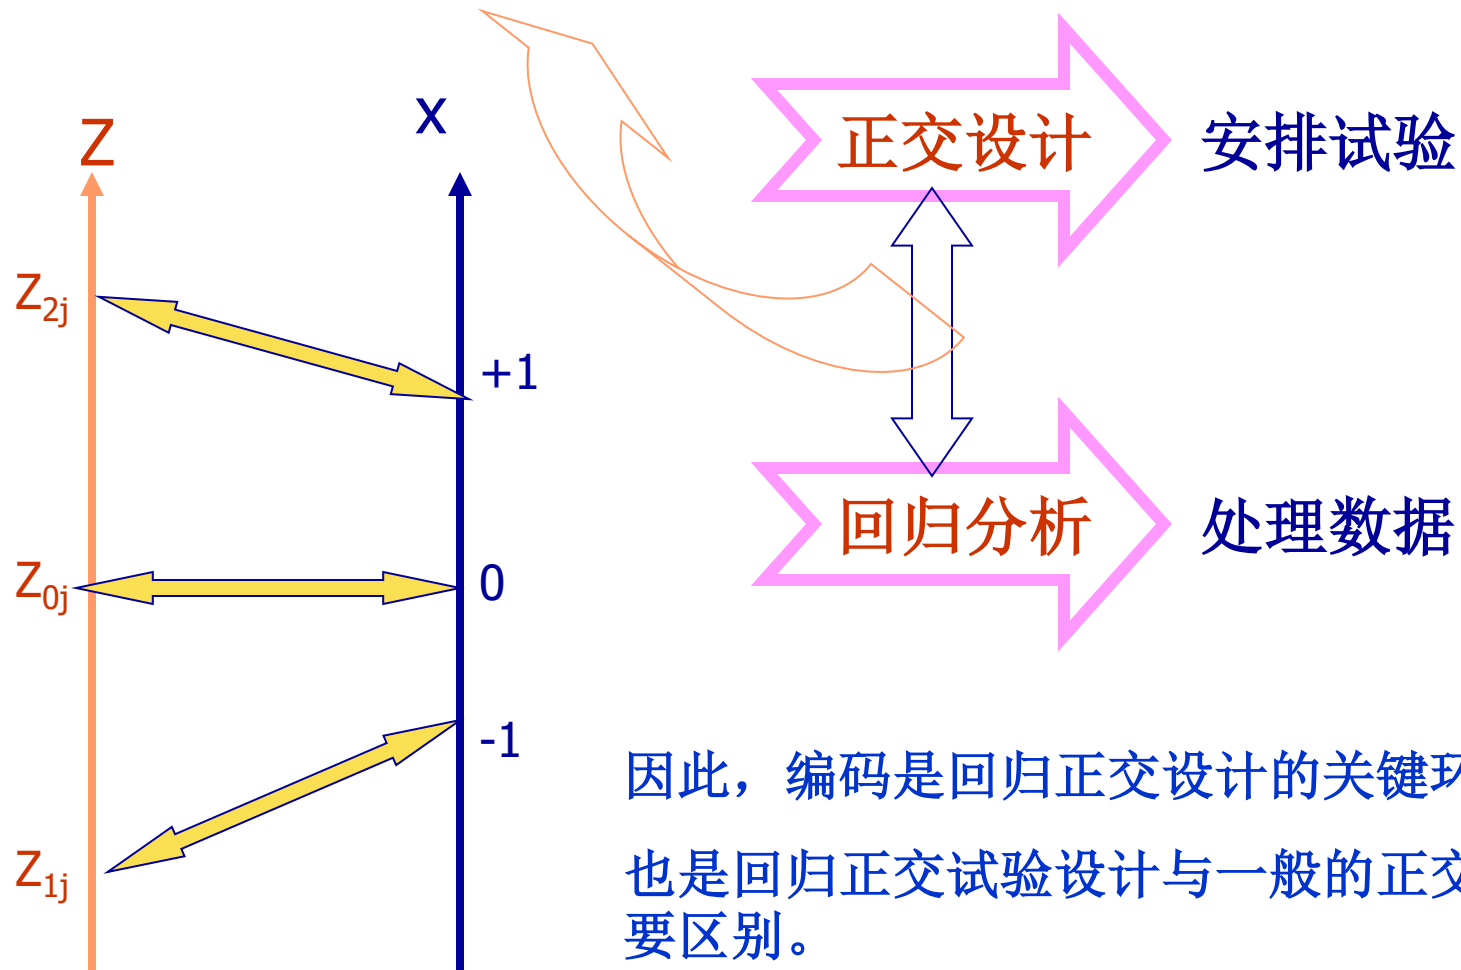 Z
x
正交设计
安排试验
Z2j
+1
回归分析
处理数据
Z0j
0
-1
因此，编码是回归正交设计的关键环
Z1j
也是回归正交试验设计与一般的正交
要区别。